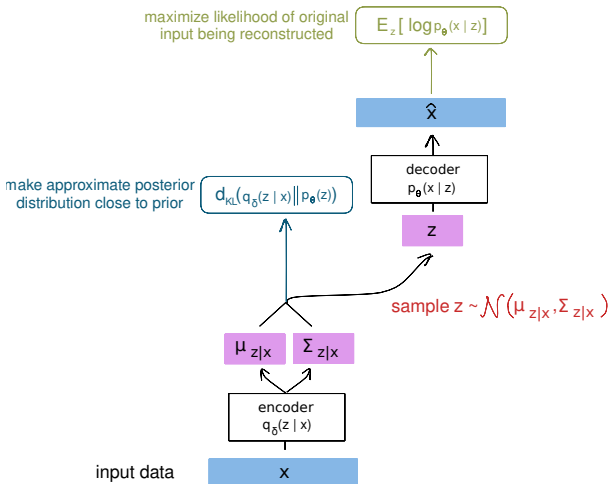 maximize likelihood of original
input being reconstructed
E_z [ log p_θ(x | z) ]
x̂
decoder
p_θ(x | z)
make approximate posterior
distribution close to prior
d_KL(q_δ(z | x) ‖ p_θ(z))
z
sample z ~ 𝒩(μ_z|x, Σ_z|x)
μ_z|x
Σ_z|x
encoder
q_δ(z | x)
input data
x